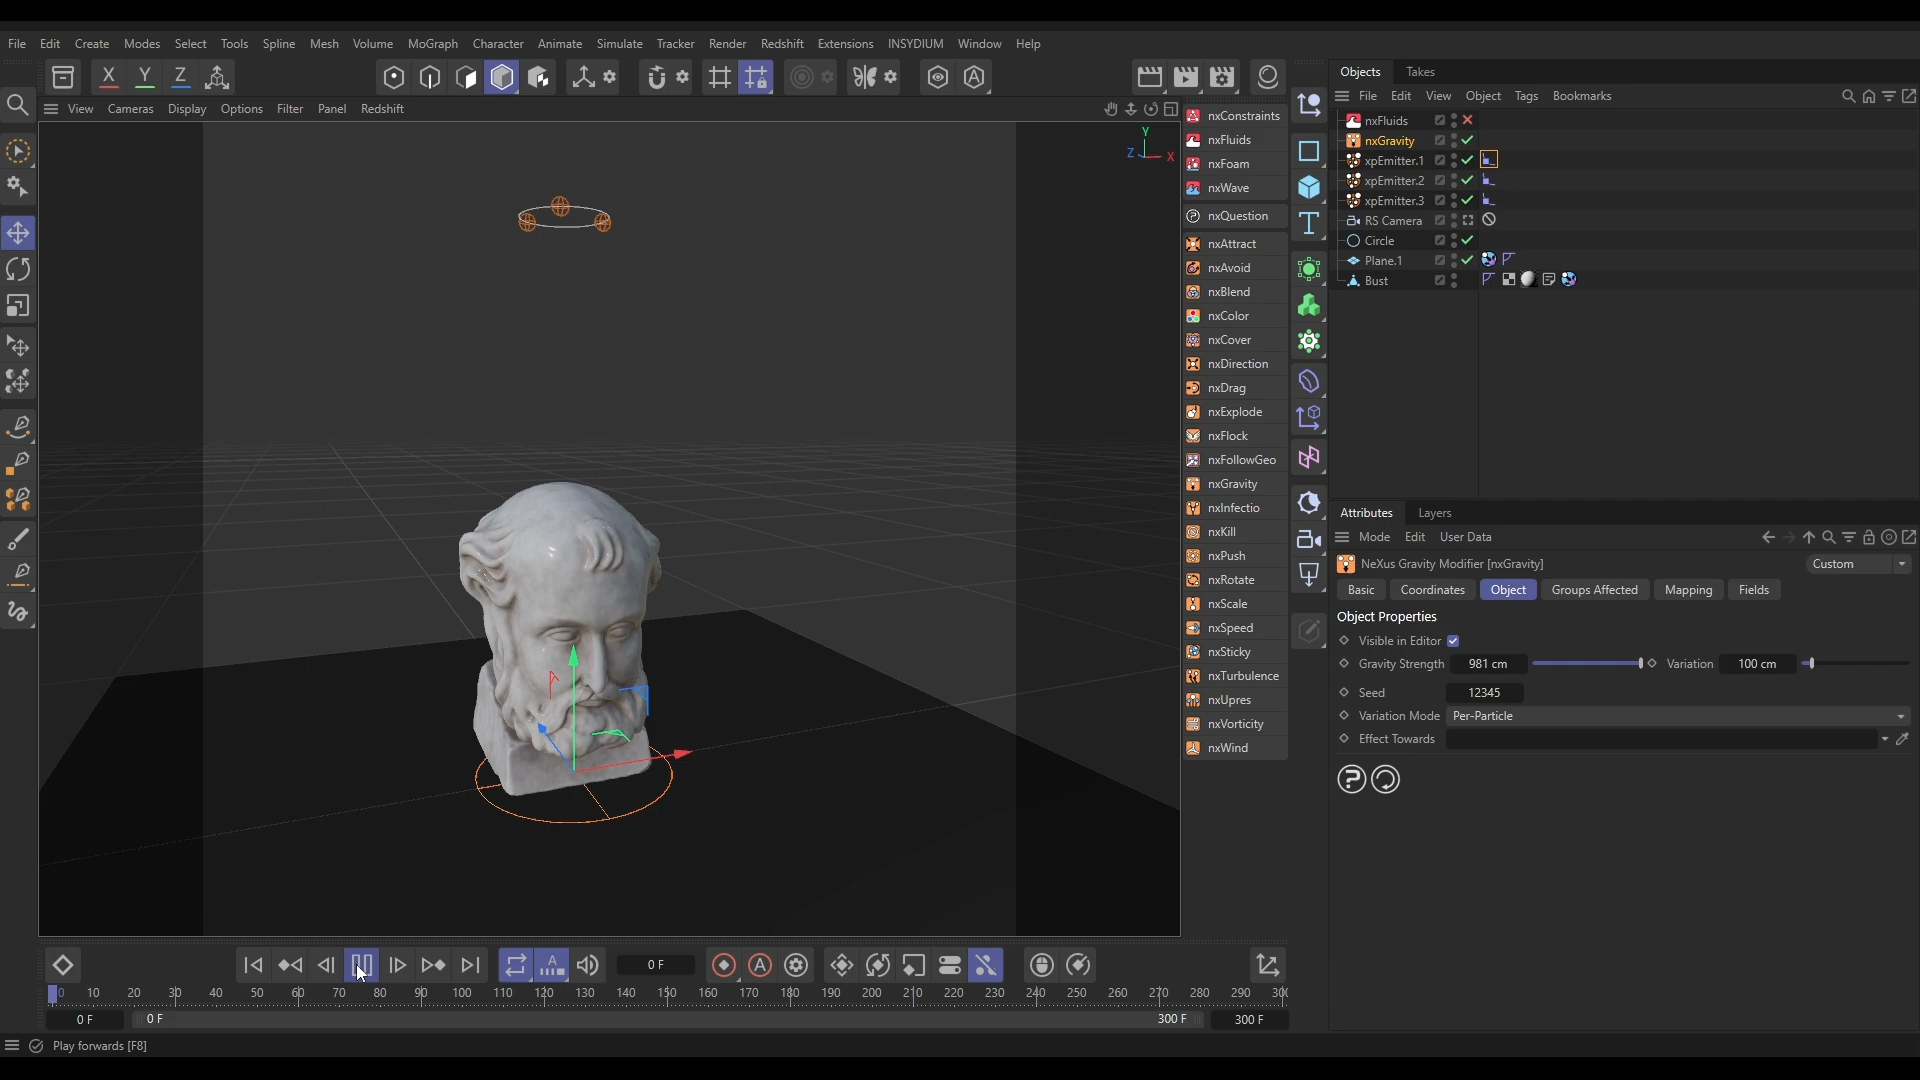 File Edit Create Modes Select Tools Spline Mesh Volume MoGraph Character Animate Simulate Tracker Render Redshift Extensions INSYDIUM Window Help
X Y Z
View Cameras Display Options Filter Panel Redshift
Y
Z X
nxConstraints
nxFluids
nxFoam
nxWave
nxQuestion
nxAttract
nxAvoid
nxBlend
nxColor
nxCover
nxDirection
nxDrag
nxExplode
nxFlock
nxFollowGeo
nxGravity
nxInfectio
nxKill
nxPush
nxRotate
nxScale
nxSpeed
nxSticky
nxTurbulence
nxUpres
nxVorticity
nxWind
Objects Takes
File Edit View Object Tags Bookmarks
nxFluids
nxGravity
xpEmitter.1
xpEmitter.2
xpEmitter.3
RS Camera
Circle
Plane.1
Bust
Attributes Layers
Mode Edit User Data
NeXus Gravity Modifier [nxGravity] Custom
Basic Coordinates Object Groups Affected Mapping Fields
Object Properties
Visible in Editor
Gravity Strength 981 cm Variation 100 cm
Seed 12345
Variation Mode Per-Particle
Effect Towards
0 F
0 10 20 30 40 50 60 70 80 90 100 110 120 130 140 150 160 170 180 190 200 210 220 230 240 250 260 270 280 290 30
0 F 0 F 300 F 300 F
Play forwards [F8]